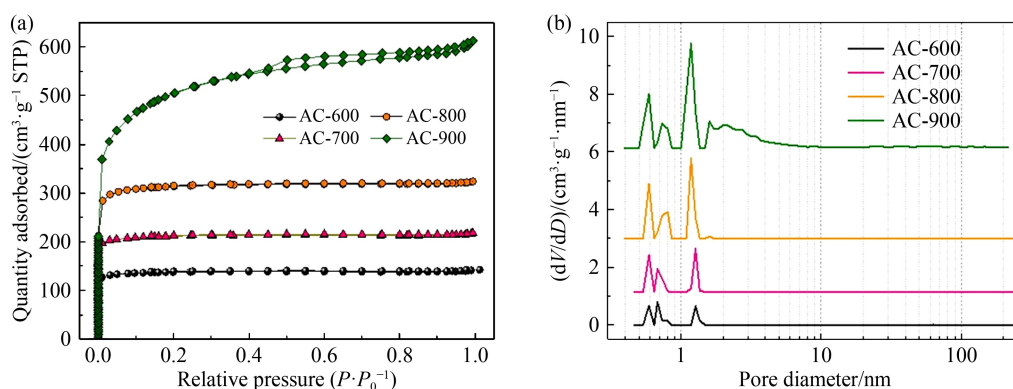 (a)
Quantity adsorbed/(cm³·g⁻¹ STP)
600
500
400
300
200
100
0
AC-600
AC-800
AC-700
AC-900
0.0
0.2
0.4
0.6
0.8
1.0
Relative pressure (P·P₀⁻¹)
(b)
(dV/dD)/(cm³·g⁻¹·nm⁻¹)
10
8
6
4
2
0
AC-600
AC-700
AC-800
AC-900
1
10
100
Pore diameter/nm